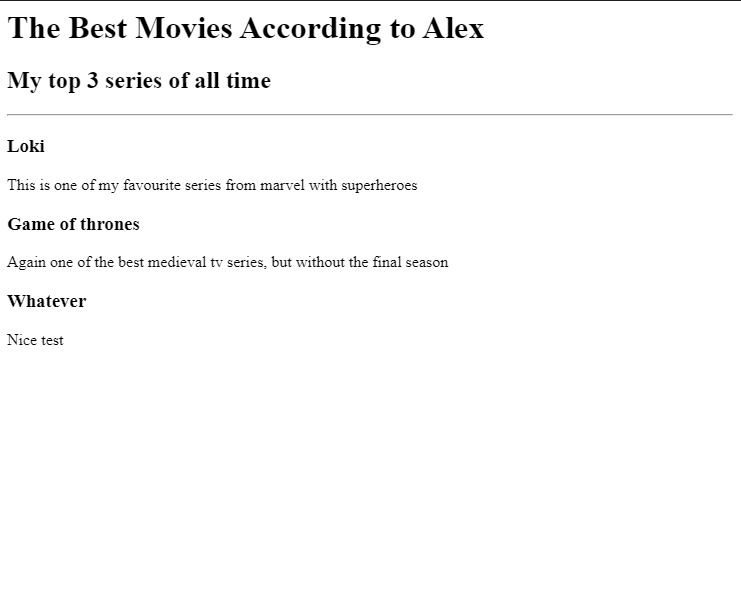 The Best Movies According to Alex
My top 3 series of all time
Loki
This is one of my favourite series from marvel with superheroes
Game of thrones
Again one of the best medieval tv series, but without the final season
Whatever
Nice test